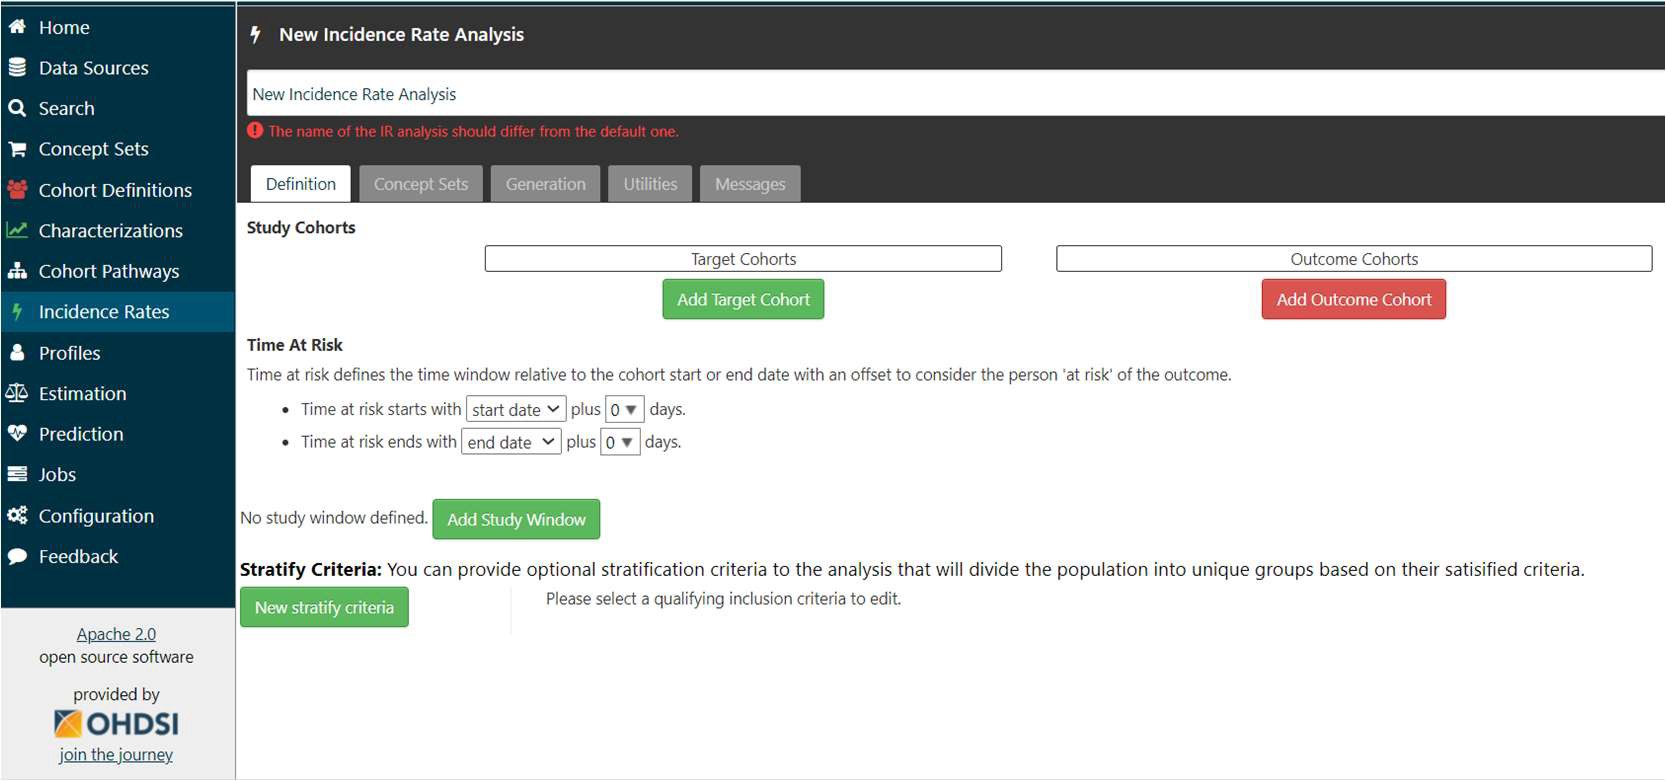 Home
Data Sources
Search
Concept Sets
Cohort Definitions
Characterizations
Cohort Pathways
Incidence Rates
Profiles
Estimation
Prediction
Jobs
Configuration
Feedback
Apache 2.0
open source software
provided by
OHDSI
join the journey
New Incidence Rate Analysis
New Incidence Rate Analysis
The name of the IR analysis should differ from the default one.
Definition Concept Sets Generation Utilities Messages
Study Cohorts
Target Cohorts Outcome Cohorts
Add Target Cohort Add Outcome Cohort
Time At Risk
Time at risk defines the time window relative to the cohort start or end date with an offset to consider the person 'at risk' of the outcome.
• Time at risk starts with start date plus 0 ▼ days.
• Time at risk ends with end date plus 0 ▼ days.
No study window defined. Add Study Window
Stratify Criteria: You can provide optional stratification criteria to the analysis that will divide the population into unique groups based on their satisified criteria.
New stratify criteria Please select a qualifying inclusion criteria to edit.